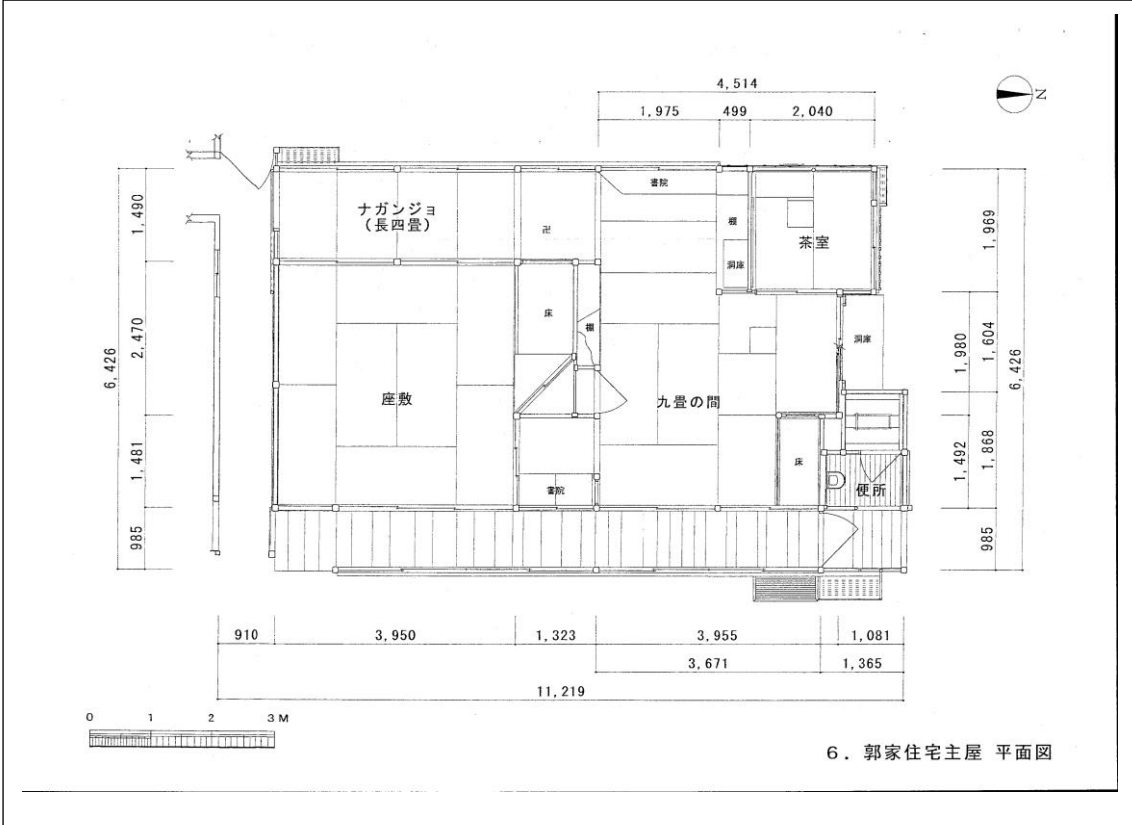 4,514
1,975 499 2,040
N
書院
ナガンジョ
(長四畳)
卍
棚
茶室
洞庫
1,490
1,969
床
棚
洞庫
2,470
1,980
1,604
6,426
6,426
座敷
九畳の間
1,481
床
1,492
1,868
書院
便所
985
985
910 3,950 1,323 3,955 1,081
3,671 1,365
11,219
0 1 2 3M
6. 郭家住宅主屋 平面図